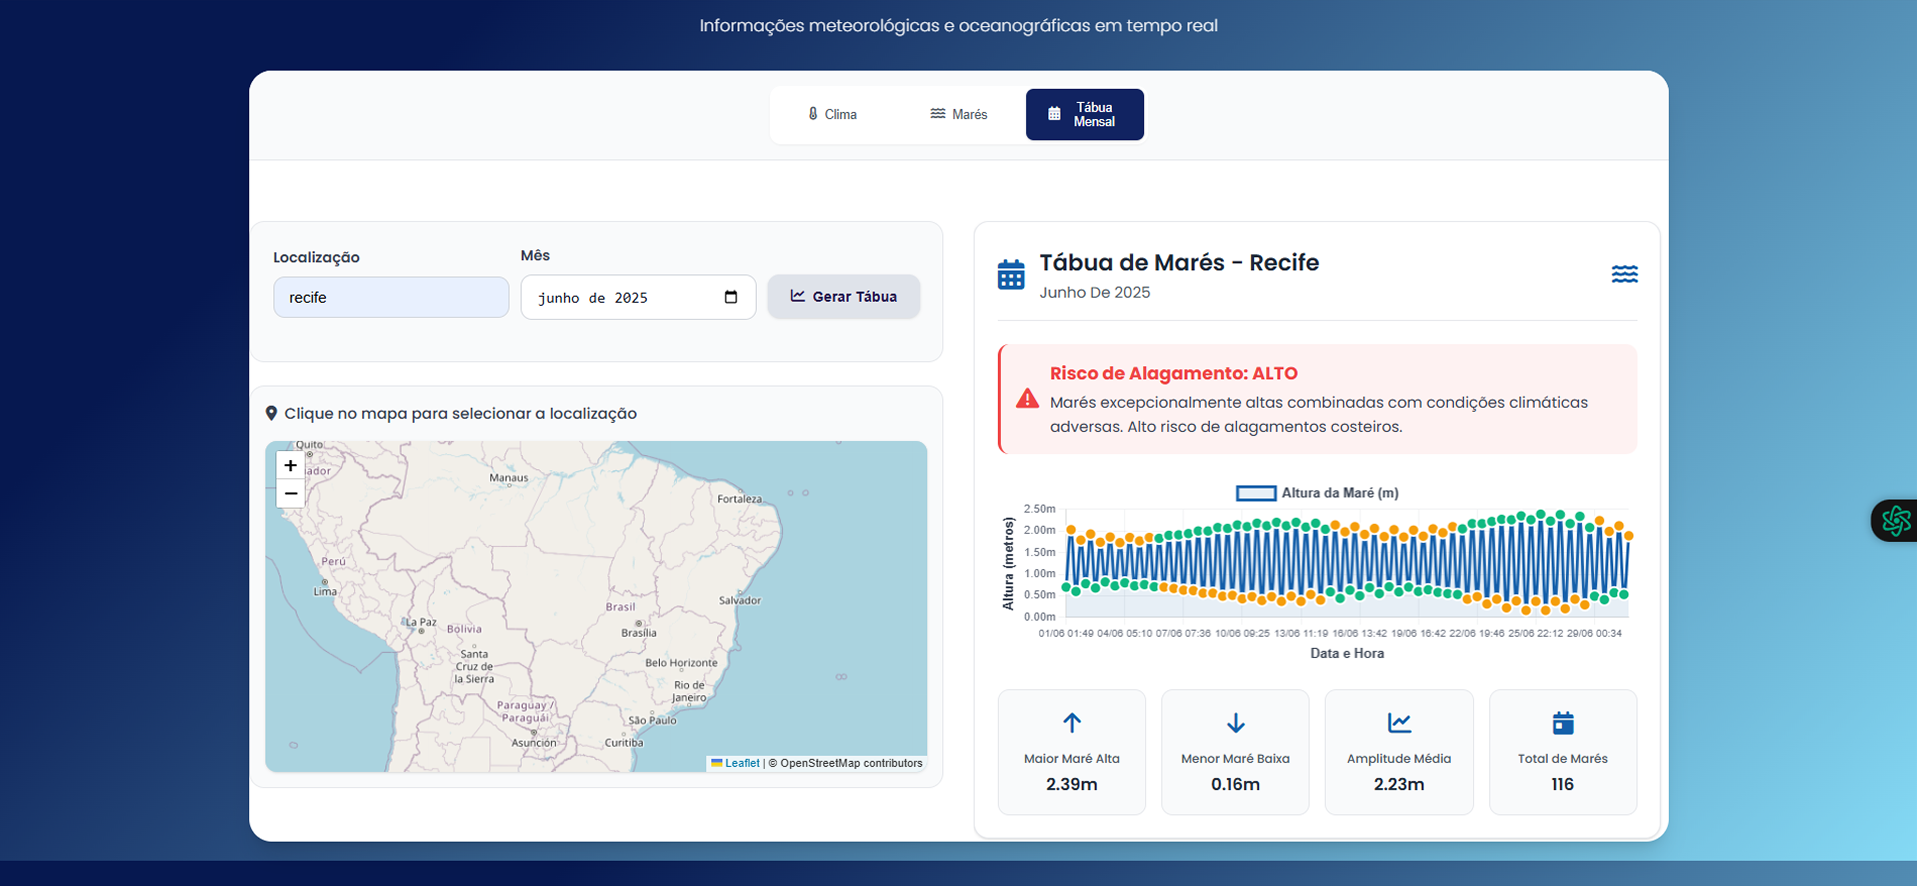 Informações meteorológicas e oceanográficas em tempo real
Clima
Marés
Tábua
Mensal
Localização
recife
Mês
junho de 2025
Gerar Tábua
Clique no mapa para selecionar a localização
+
−
Quito
ador
Manaus
Fortaleza
Perú
Lima
Brasil
Salvador
La Paz
Bolivia
Brasília
Santa
Cruz de
la Sierra
Belo Horizonte
Rio de
Janeiro
Paraguay /
Paraguái
São Paulo
Asunción
Curitiba
Leaflet | © OpenStreetMap contributors
Tábua de Marés - Recife
Junho De 2025
Risco de Alagamento: ALTO
Marés excepcionalmente altas combinadas com condições climáticas
adversas. Alto risco de alagamentos costeiros.
Altura da Maré (m)
Altura (metros)
2.50m
2.00m
1.50m
1.00m
0.50m
0.00m
01/06 01:49 04/06 05:10 07/06 07:36 10/06 09:25 13/06 11:19 16/06 13:42 19/06 16:42 22/06 19:46 25/06 22:12 29/06 00:34
Data e Hora
Maior Maré Alta
2.39m
Menor Maré Baixa
0.16m
Amplitude Média
2.23m
Total de Marés
116